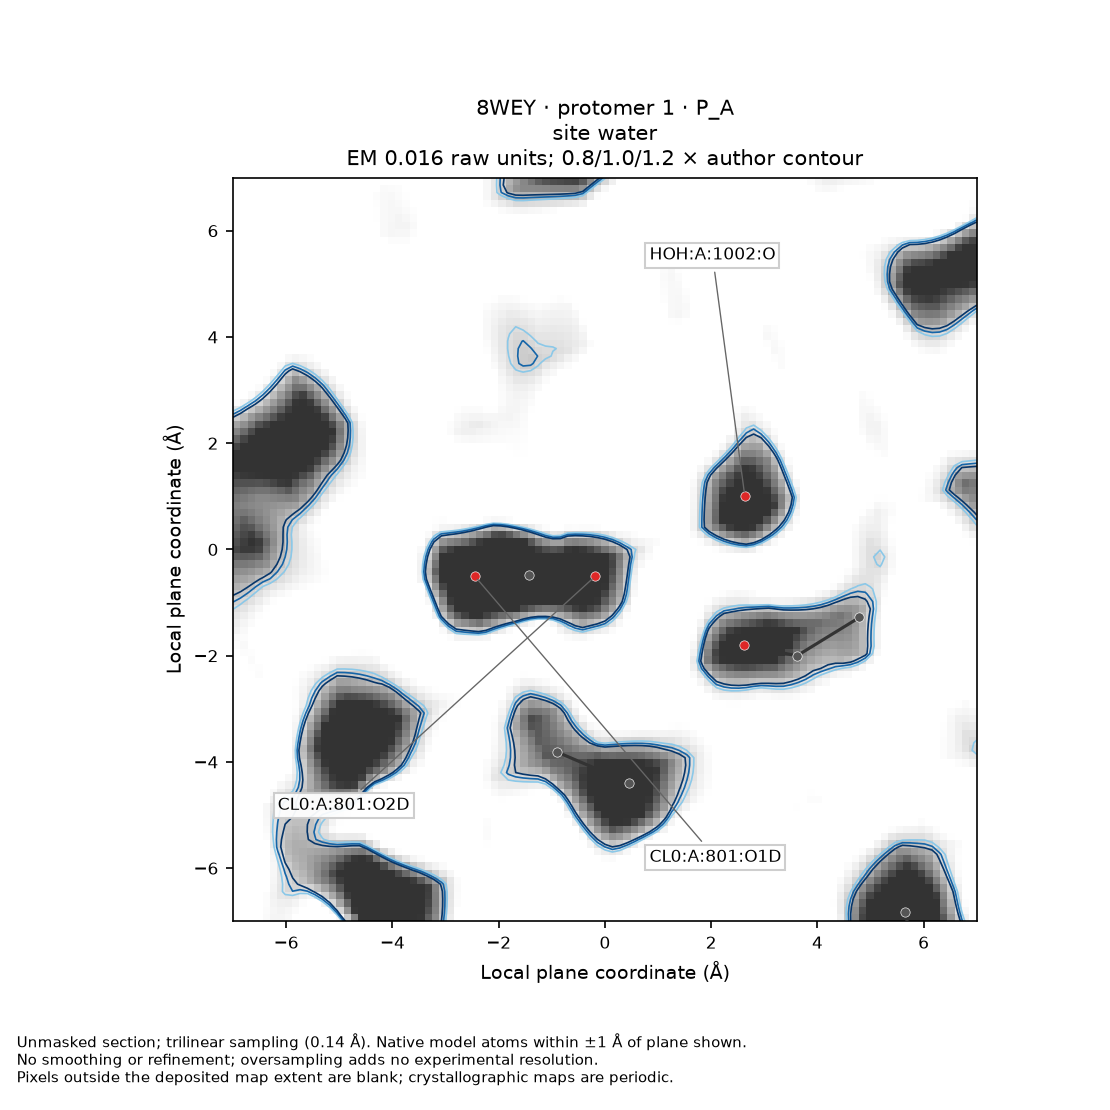 8WEY · protomer 1 · P_A
site water
EM 0.016 raw units; 0.8/1.0/1.2 × author contour
HOH:A:1002:O
CL0:A:801:O2D
CL0:A:801:O1D
6
4
2
0
−2
−4
−6
Local plane coordinate (Å)
−6 −4 −2 0 2 4 6
Local plane coordinate (Å)
Unmasked section; trilinear sampling (0.14 Å). Native model atoms within ±1 Å of plane shown.
No smoothing or refinement; oversampling adds no experimental resolution.
Pixels outside the deposited map extent are blank; crystallographic maps are periodic.